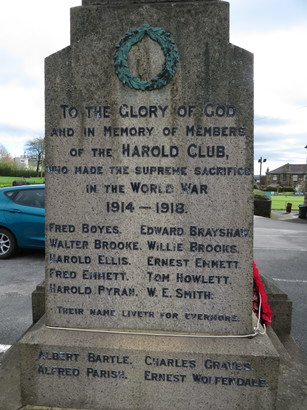 TO THE GLORY OF GOD
AND IN MEMORY OF MEMBERS
OF THE HAROLD CLUB,
WHO MADE THE SUPREME SACRIFICE
IN THE WORLD WAR
1914 — 1918.
FRED BOYES. EDWARD BRAYSHAW.
WALTER BROOKE. WILLIE BROOKS.
HAROLD ELLIS. ERNEST EMMETT.
FRED EMMETT. TOM HOWLETT.
HAROLD PYRAH. W. E. SMITH.
THEIR NAME LIVETH FOR EVERMORE.
ALBERT BARTLE. CHARLES GRAVES.
ALFRED PARISH. ERNEST WOLFENDALE.